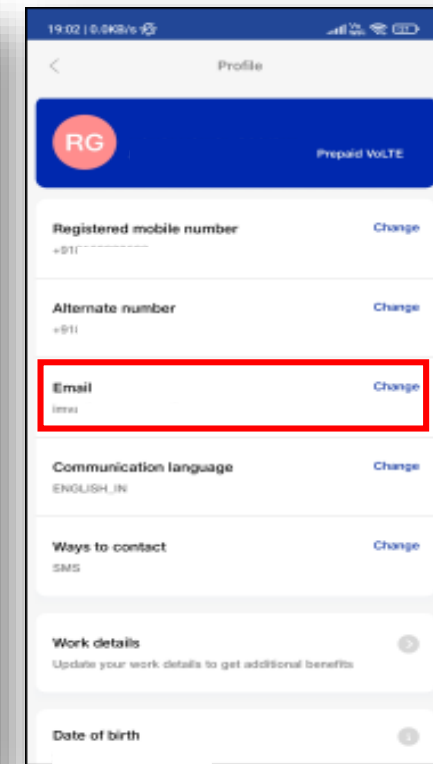 19:02 | 0.0KB/s
Profile
RG
Prepaid VoLTE
Registered mobile number
Change
+91
Alternate number
Change
+91
Email
Change
Communication language
Change
ENGLISH_IN
Ways to contact
Change
SMS
Work details
Update your work details to get additional benefits
Date of birth